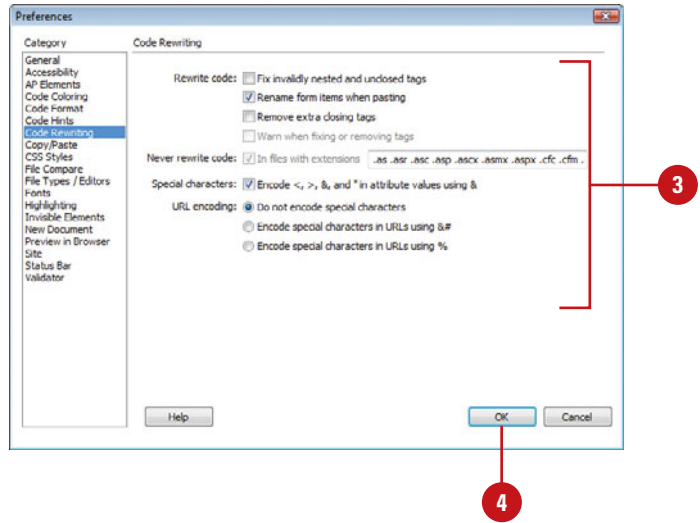 Preferences
Category
Code Rewriting
General
Accessibility
AP Elements
Code Coloring
Code Format
Code Hints
Code Rewriting
Copy/Paste
CSS Styles
File Compare
File Types / Editors
Fonts
Highlighting
Invisible Elements
New Document
Preview in Browser
Site
Status Bar
Validator
Rewrite code: Fix invalidly nested and unclosed tags
Rename form items when pasting
Remove extra closing tags
Warn when fixing or removing tags
Never rewrite code: In files with extensions .as .asr .asc .asp .ascx .asmx .aspx .cfc .cfm .
Special characters: Encode <, >, &, and " in attribute values using &
URL encoding: Do not encode special characters
Encode special characters in URLs using &#
Encode special characters in URLs using %
3
Help OK Cancel
4